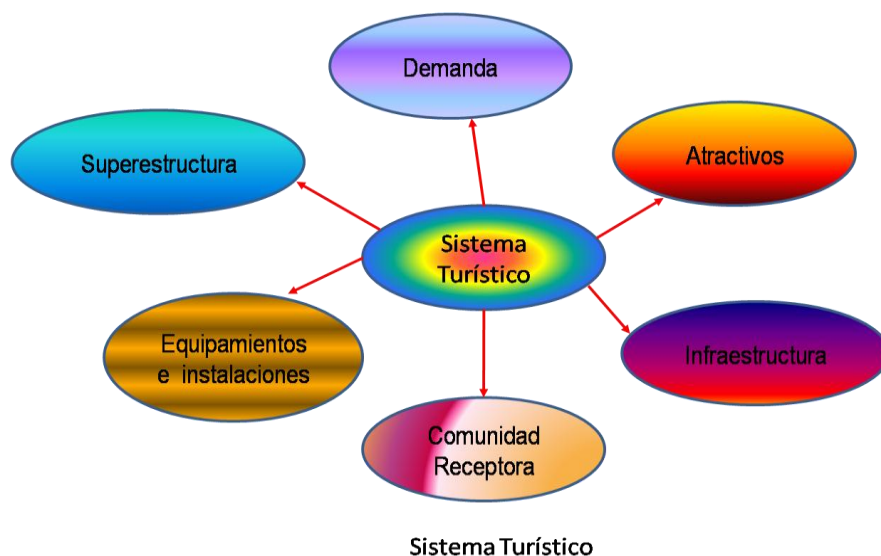 Demanda
Superestructura
Atractivos
Sistema
Turístico
Equipamientos
e instalaciones
Infraestructura
Comunidad
Receptora
Sistema Turístico